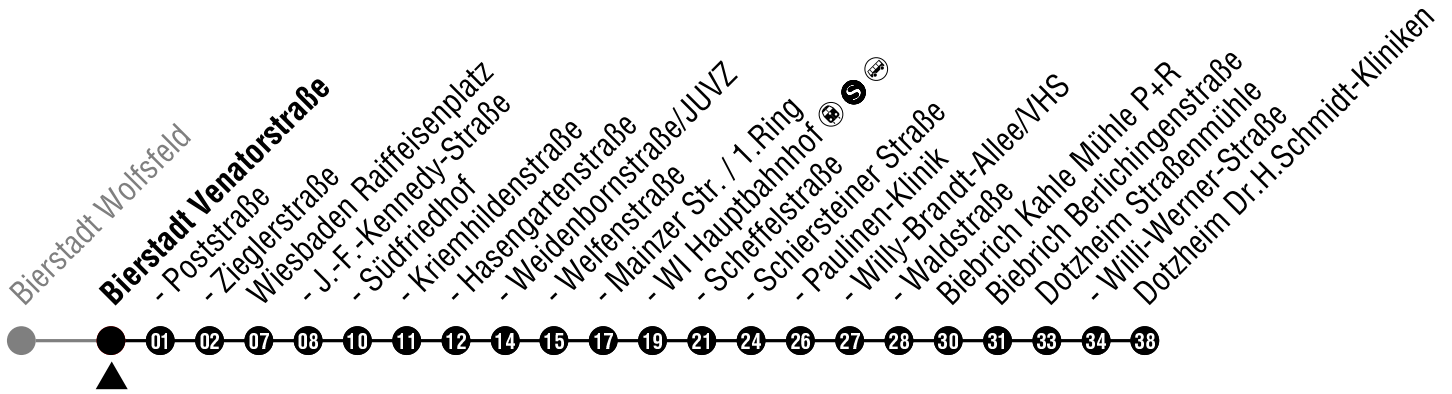 Bierstadt Wolfsfeld
Bierstadt Venatorstraße
- Poststraße
- Zieglerstraße
Wiesbaden Raiffeisenplatz
- J.-F.-Kennedy-Straße
- Südfriedhof
- Kriemhildenstraße
- Hasengartenstraße
- Weidenbornstraße/JUVZ
- Welfenstraße
- Mainzer Str. / 1.Ring
- WI Hauptbahnhof S
- Scheffelstraße
- Schiersteiner Straße
- Paulinen-Klinik
- Willy-Brandt-Allee/VHS
- Waldstraße
Biebrich Kahle Mühle P+R
Biebrich Berlichingenstraße
Dotzheim Straßenmühle
- Willi-Werner-Straße
Dotzheim Dr.H.Schmidt-Kliniken
01 02 07 08 10 11 12 14 15 17 19 21 24 26 27 28 30 31 33 34 38